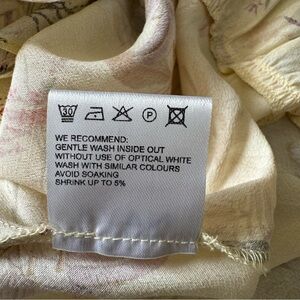 30 P
WE RECOMMEND:
GENTLE WASH INSIDE OUT
WITHOUT USE OF OPTICAL WHITE
WASH WITH SIMILAR COLOURS
AVOID SOAKING
SHRINK UP TO 5%